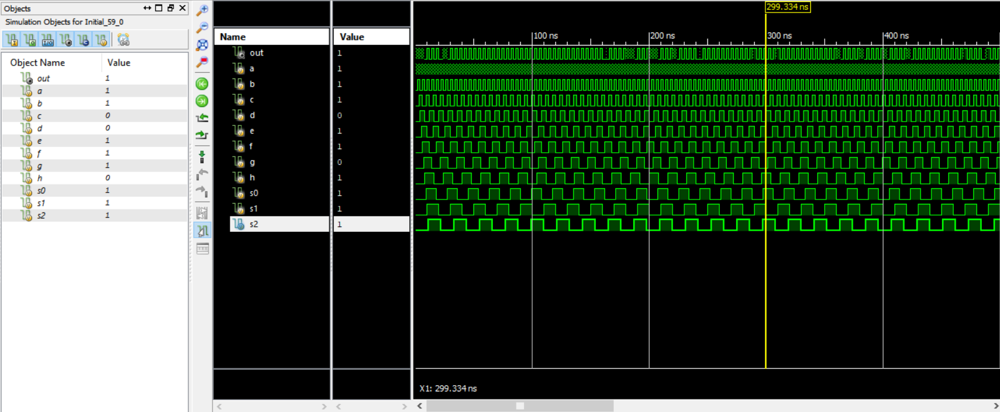 Objects
Simulation Objects for Initial_59_0
Object Name Value
out 1
a 1
b 1
c 0
d 0
e 1
f 1
g 1
h 0
s0 1
s1 1
s2 1
Name Value
out 1
a 1
b 1
c 1
d 0
e 1
f 1
g 0
h 1
s0 1
s1 1
s2 1
299.334 ns
100 ns 200 ns 300 ns 400 ns
X1: 299.334 ns